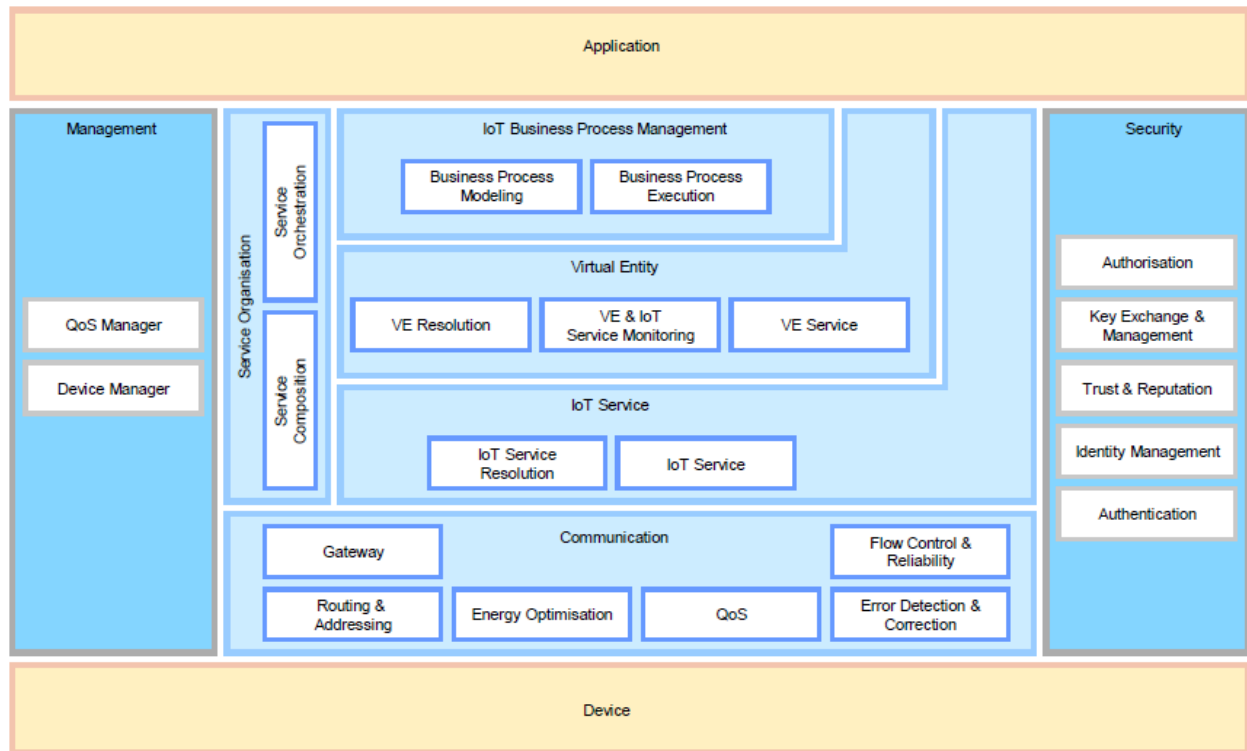 Application
Management
QoS Manager
Device Manager
Service Organisation
Service
Orchestration
Service
Composition
IoT Business Process Management
Business Process
Modeling
Business Process
Execution
Virtual Entity
VE Resolution
VE & IoT
Service Monitoring
VE Service
IoT Service
IoT Service
Resolution
IoT Service
Communication
Gateway
Flow Control &
Reliability
Routing &
Addressing
Energy Optimisation
QoS
Error Detection &
Correction
Security
Authorisation
Key Exchange &
Management
Trust & Reputation
Identity Management
Authentication
Device